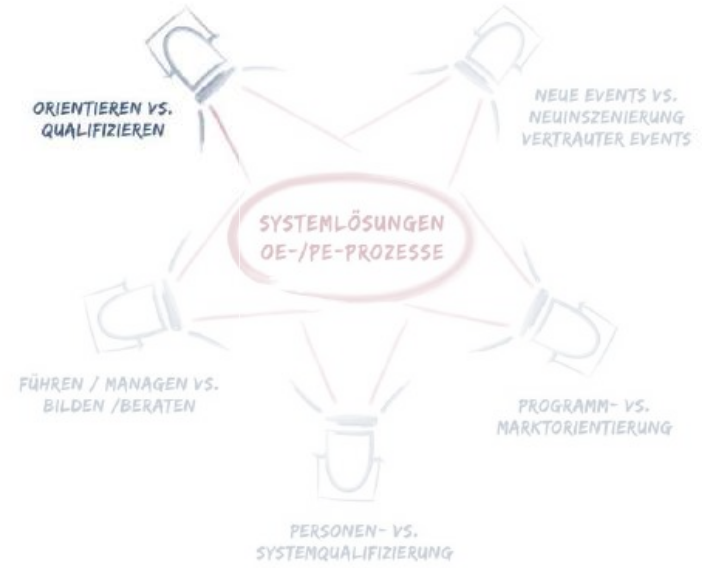 ORIENTIEREN VS.
QUALIFIZIEREN
NEUE EVENTS VS.
NEUINSZENIERUNG
VERTRAUTER EVENTS
SYSTEMLÖSUNGEN
OE-/PE-PROZESSE
FÜHREN / MANAGEN VS.
BILDEN /BERATEN
PROGRAMM- VS.
MARKTORIENTIERUNG
PERSONEN- VS.
SYSTEMQUALIFIZIERUNG